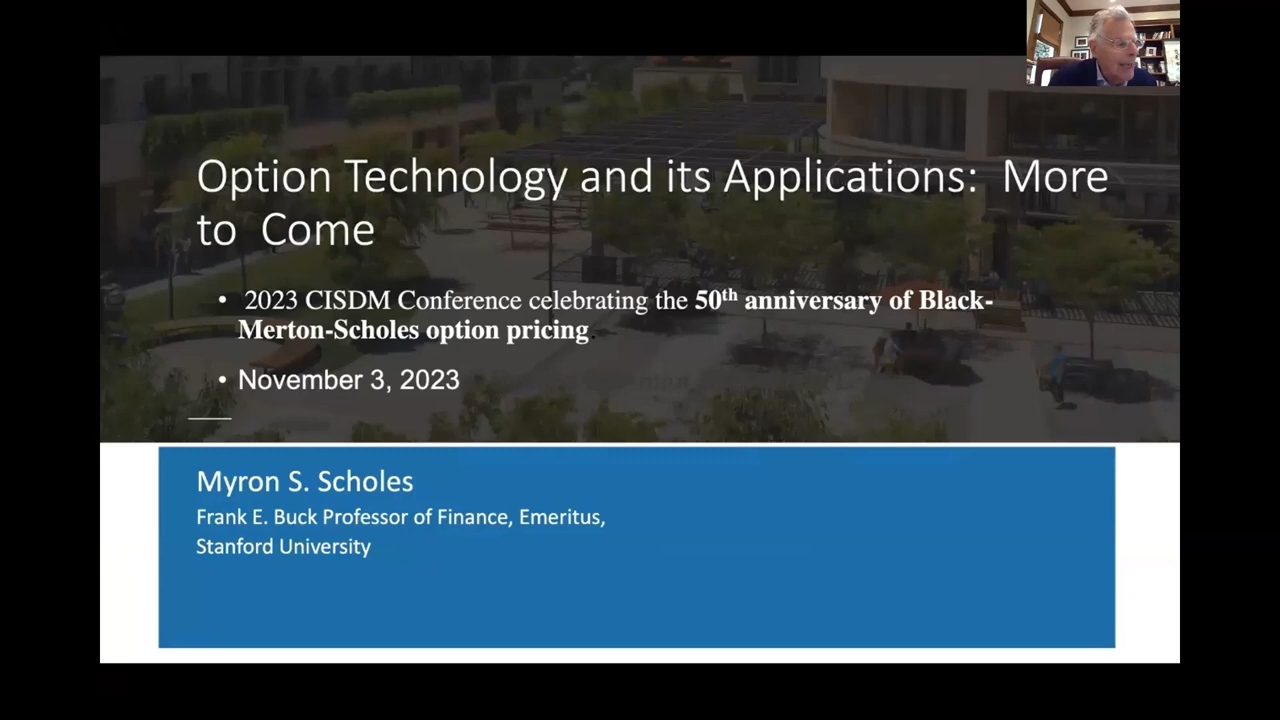 Option Technology and its Applications:  More
to  Come
• 2023 CISDM Conference celebrating the 50th anniversary of Black-
Merton-Scholes option pricing.
• November 3, 2023
Myron S. Scholes
Frank E. Buck Professor of Finance, Emeritus,
Stanford University